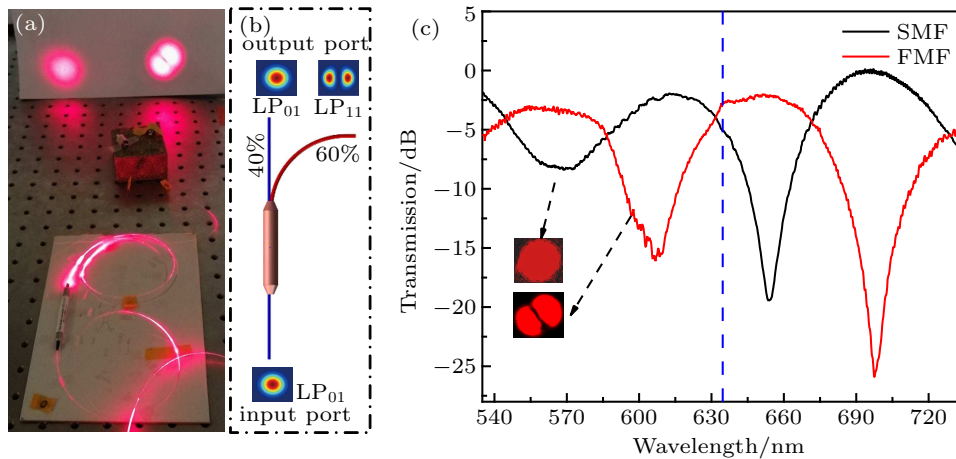 (a)
(b)
output port
LP₀₁ LP₁₁
40%
60%
LP₀₁
input port
(c)
SMF
FMF
Transmission/dB
0
−5
−10
−15
−20
−25
540 570 600 630 660 690 720
Wavelength/nm